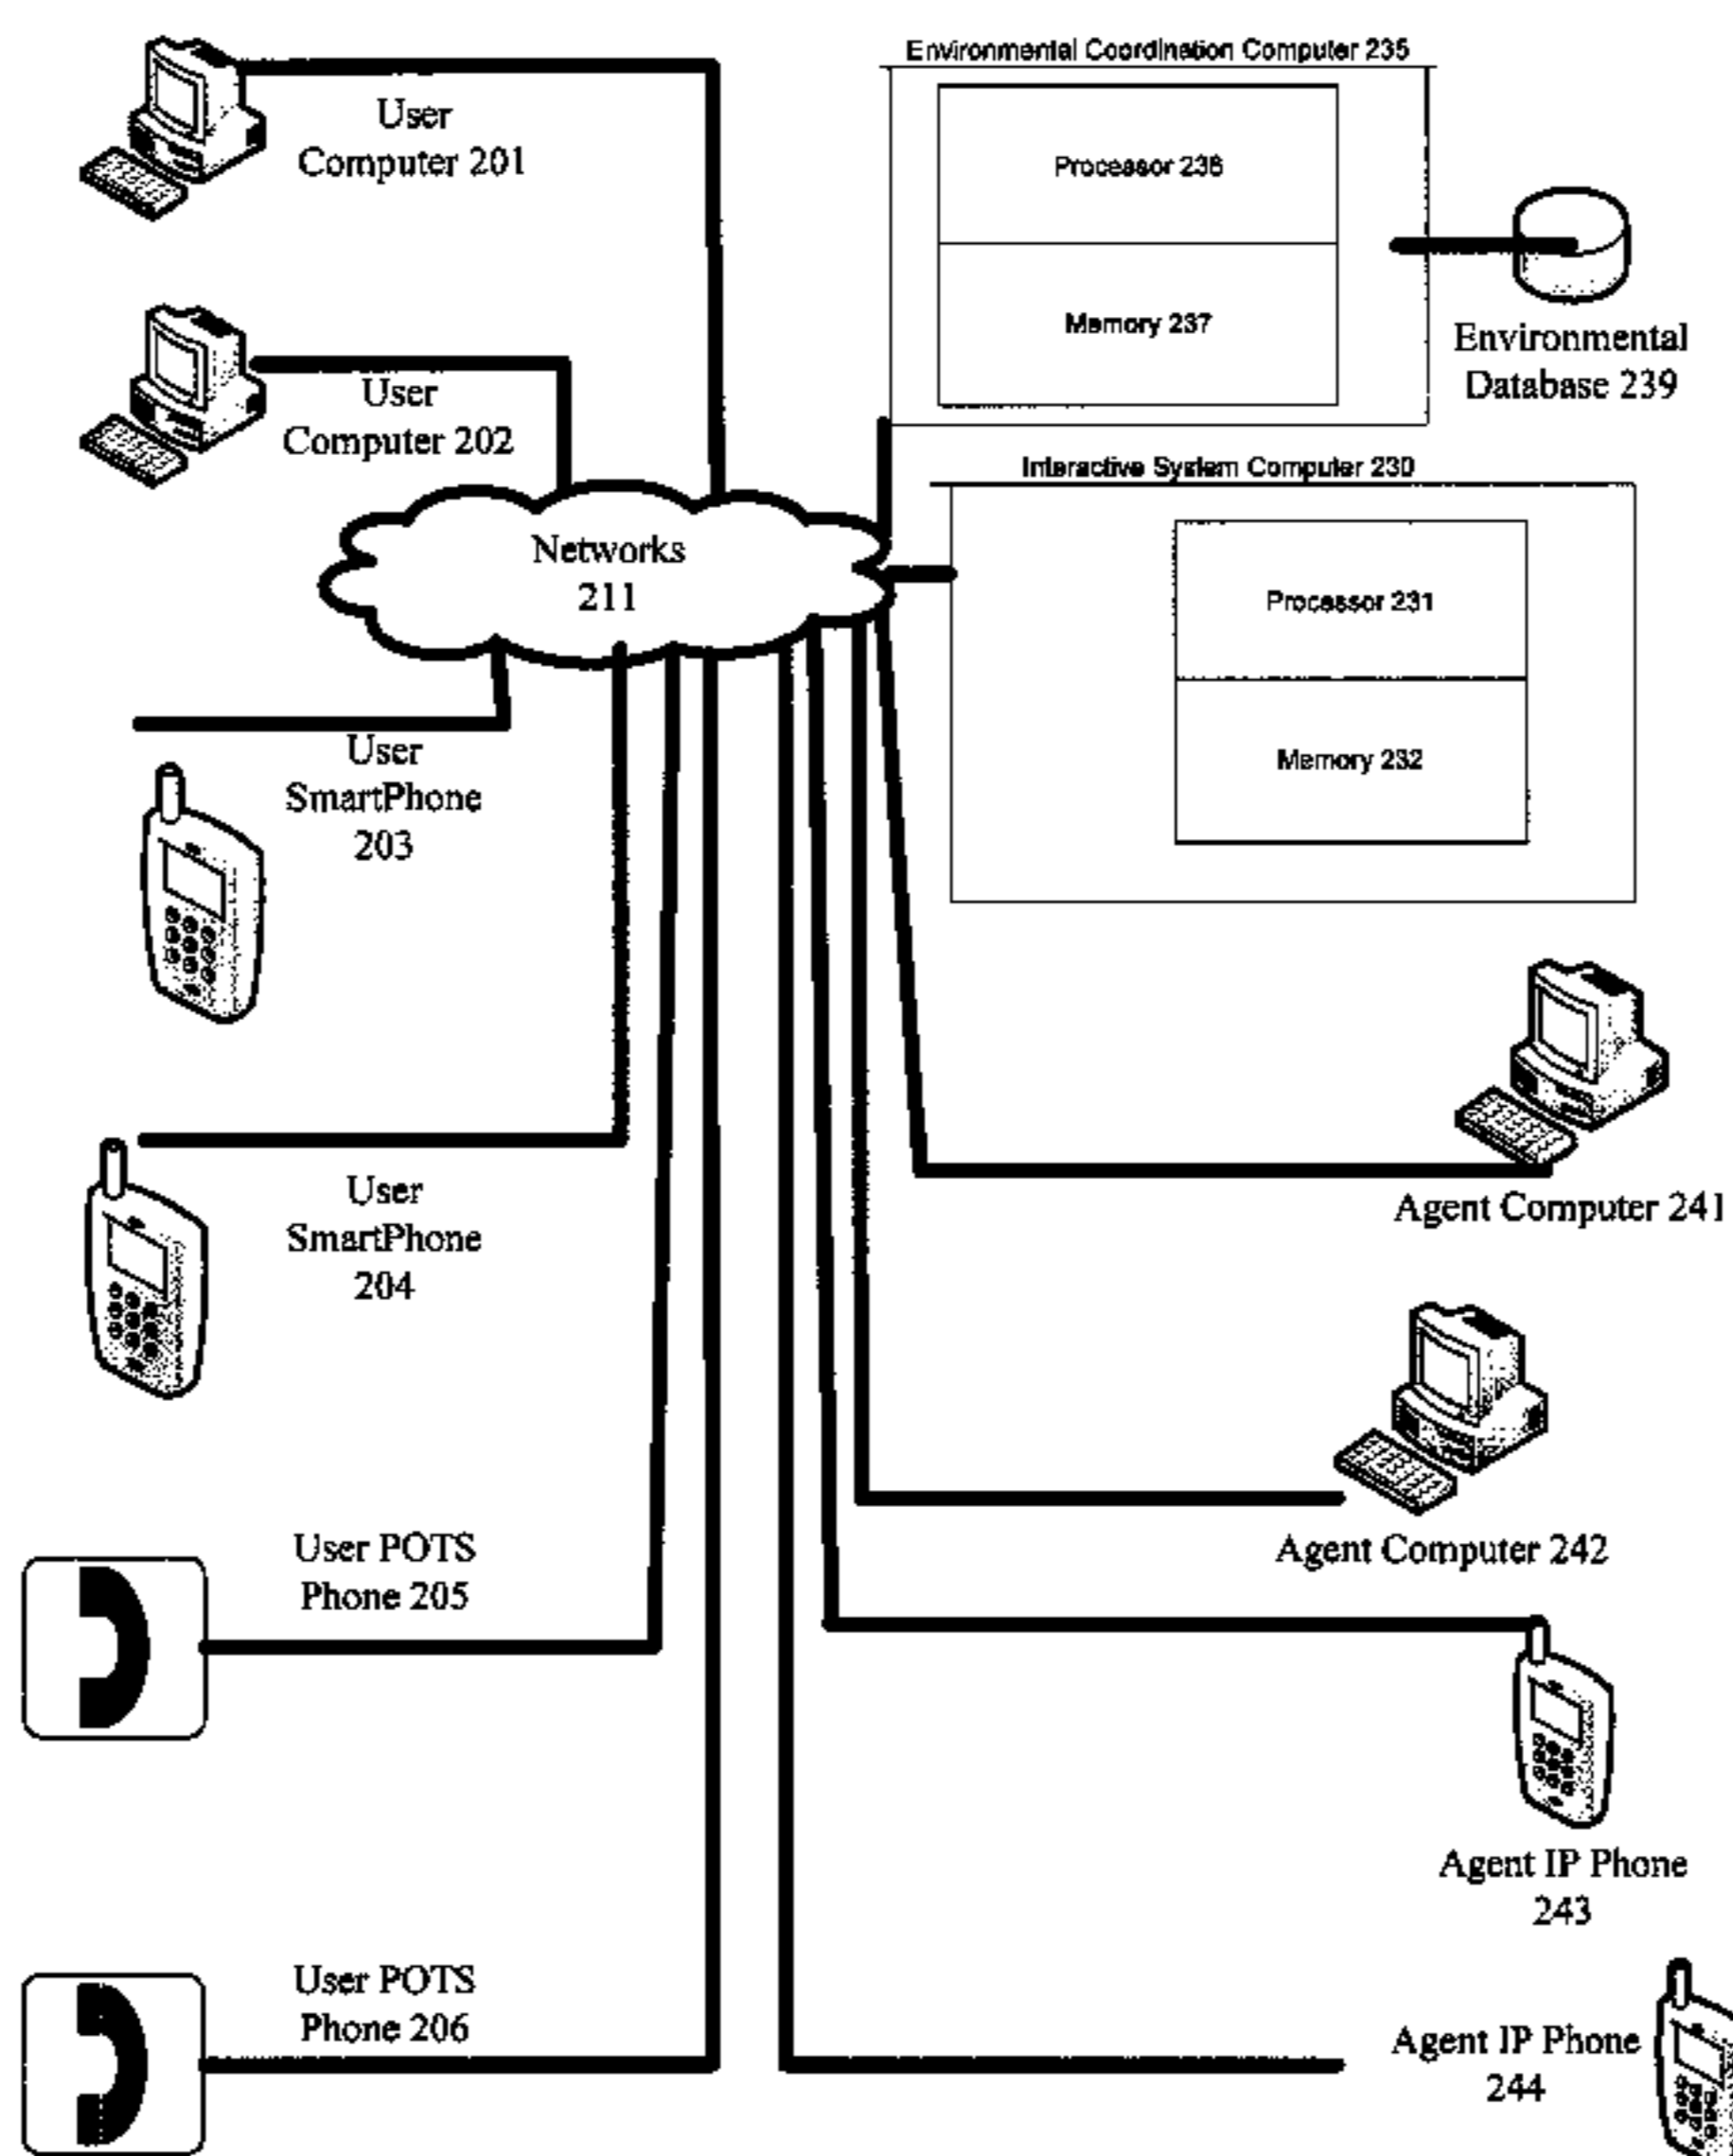 User
Computer 201
Environmental Coordination Computer 235
Processor 236
Memory 237
Environmental
Database 239
User
Computer 202
Interactive System Computer 230
Networks
211
Processor 231
Memory 232
User
SmartPhone
203
Agent Computer 241
User
SmartPhone
204
Agent Computer 242
User POTS
Phone 205
Agent IP Phone
243
User POTS
Phone 206
Agent IP Phone
244